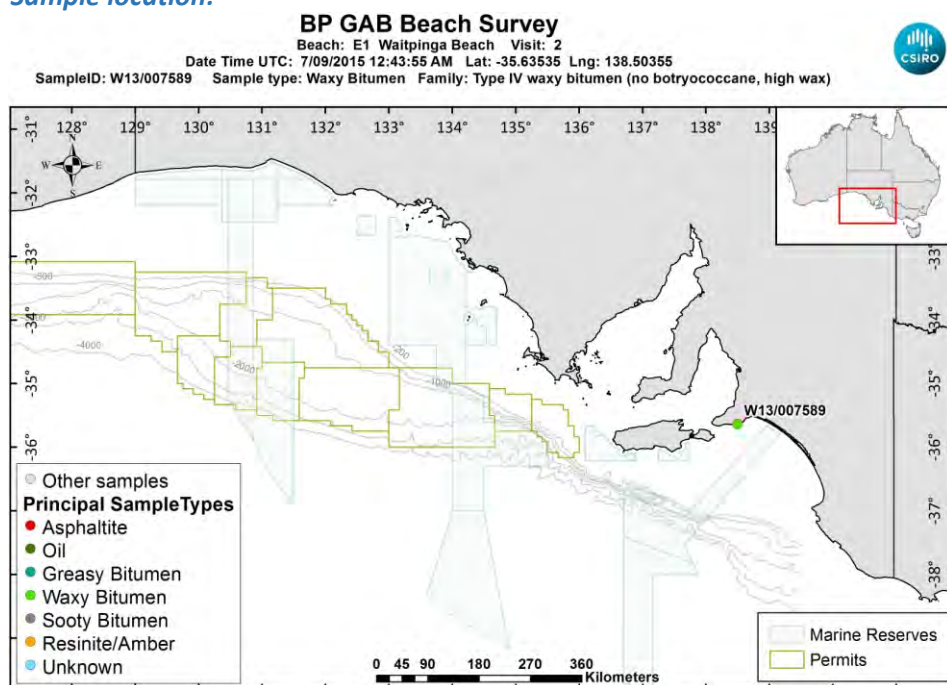 Sample location:
BP GAB Beach Survey
Beach: E1 Waitpinga Beach Visit: 2
Date Time UTC: 7/09/2015 12:43:55 AM Lat: -35.63535 Lng: 138.50355
SampleID: W13/007589 Sample type: Waxy Bitumen Family: Type IV waxy bitumen (no botryococcane, high wax)
CSIRO
128° 129° 130° 131° 132° 133° 134° 135° 136° 137° 138° 139
-31°
-32°
-33°
-34°
-35°
-36°
-37°
-38°
N
W E
S
-33°
-34°
-35°
-36°
-37°
-38°
-4000
-2000
-200
-1000
W13/007589
Other samples
Principal SampleTypes
Asphaltite
Oil
Greasy Bitumen
Waxy Bitumen
Sooty Bitumen
Resinite/Amber
Unknown
0 45 90 180 270 360
Kilometers
Marine Reserves
Permits